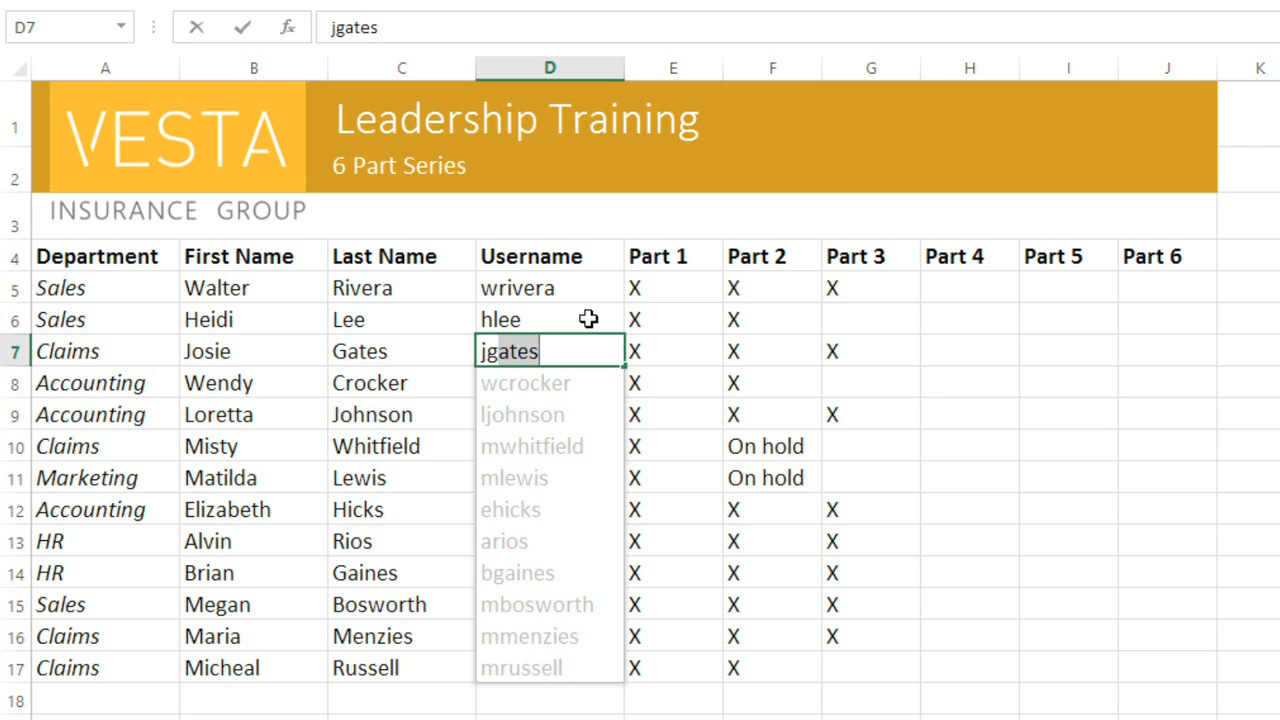 D7 fx jgates
A B C D E F G H I J K
1 VESTA Leadership Training
2 6 Part Series
3 INSURANCE GROUP
4 Department First Name Last Name Username Part 1 Part 2 Part 3 Part 4 Part 5 Part 6
5 Sales Walter Rivera wrivera X X X
6 Sales Heidi Lee hlee X X
7 Claims Josie Gates jgates X X X
8 Accounting Wendy Crocker wcrocker X X
9 Accounting Loretta Johnson ljohnson X X X
10 Claims Misty Whitfield mwhitfield X On hold
11 Marketing Matilda Lewis mlewis X On hold
12 Accounting Elizabeth Hicks ehicks X X X
13 HR Alvin Rios arios X X X
14 HR Brian Gaines bgaines X X X
15 Sales Megan Bosworth mbosworth X X X
16 Claims Maria Menzies mmenzies X X X
17 Claims Micheal Russell mrussell X X
18